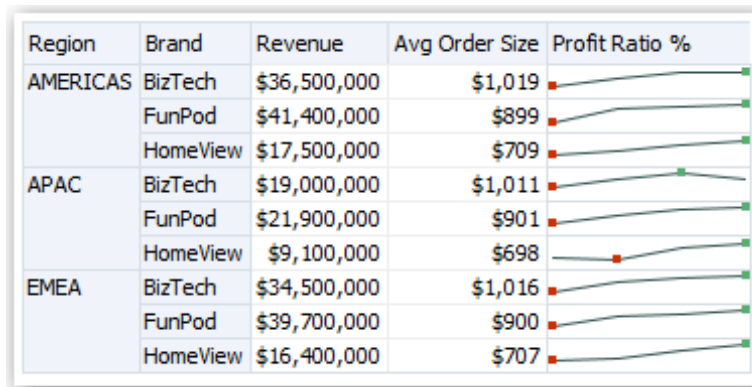 Region Brand Revenue Avg Order Size Profit Ratio %
AMERICAS BizTech $36,500,000 $1,019
FunPod $41,400,000 $899
HomeView $17,500,000 $709
APAC BizTech $19,000,000 $1,011
FunPod $21,900,000 $901
HomeView $9,100,000 $698
EMEA BizTech $34,500,000 $1,016
FunPod $39,700,000 $900
HomeView $16,400,000 $707